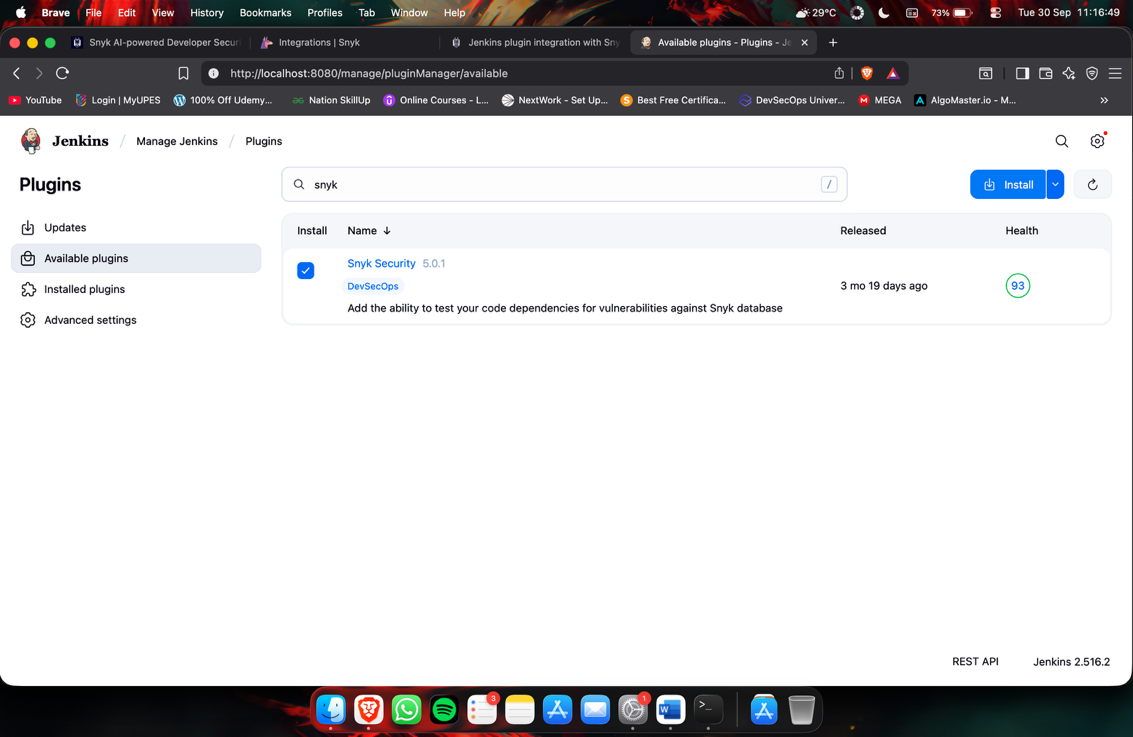 Brave File Edit View History Bookmarks Profiles Tab Window Help 29°C 73% Tue 30 Sep 11:16:49
Snyk AI-powered Developer Secur Integrations | Snyk Jenkins plugin integration with Sny Available plugins - Plugins - Je
http://localhost:8080/manage/pluginManager/available
YouTube Login | MyUPES 100% Off Udemy... Nation SkillUp Online Courses - L... NextWork - Set Up... Best Free Certifica... DevSecOps Univer... MEGA AlgoMaster.io - M...
Jenkins / Manage Jenkins / Plugins
Plugins
snyk /
Install
Updates
Available plugins
Installed plugins
Advanced settings
Install Name ↓ Released Health
Snyk Security 5.0.1
DevSecOps
3 mo 19 days ago
93
Add the ability to test your code dependencies for vulnerabilities against Snyk database
REST API Jenkins 2.516.2
3
1